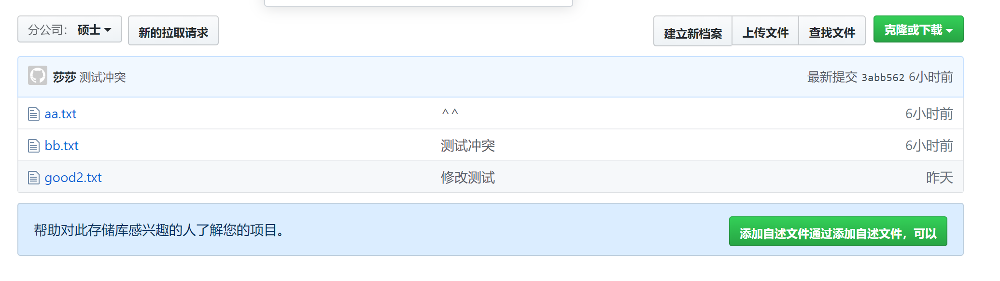 分公司： 硕士
新的拉取请求
建立新档案
上传文件
查找文件
克隆或下载
莎莎 测试冲突
最新提交 3abb562 6小时前
aa.txt
^ ^
6小时前
bb.txt
测试冲突
6小时前
good2.txt
修改测试
昨天
帮助对此存储库感兴趣的人了解您的项目。
添加自述文件通过添加自述文件，可以